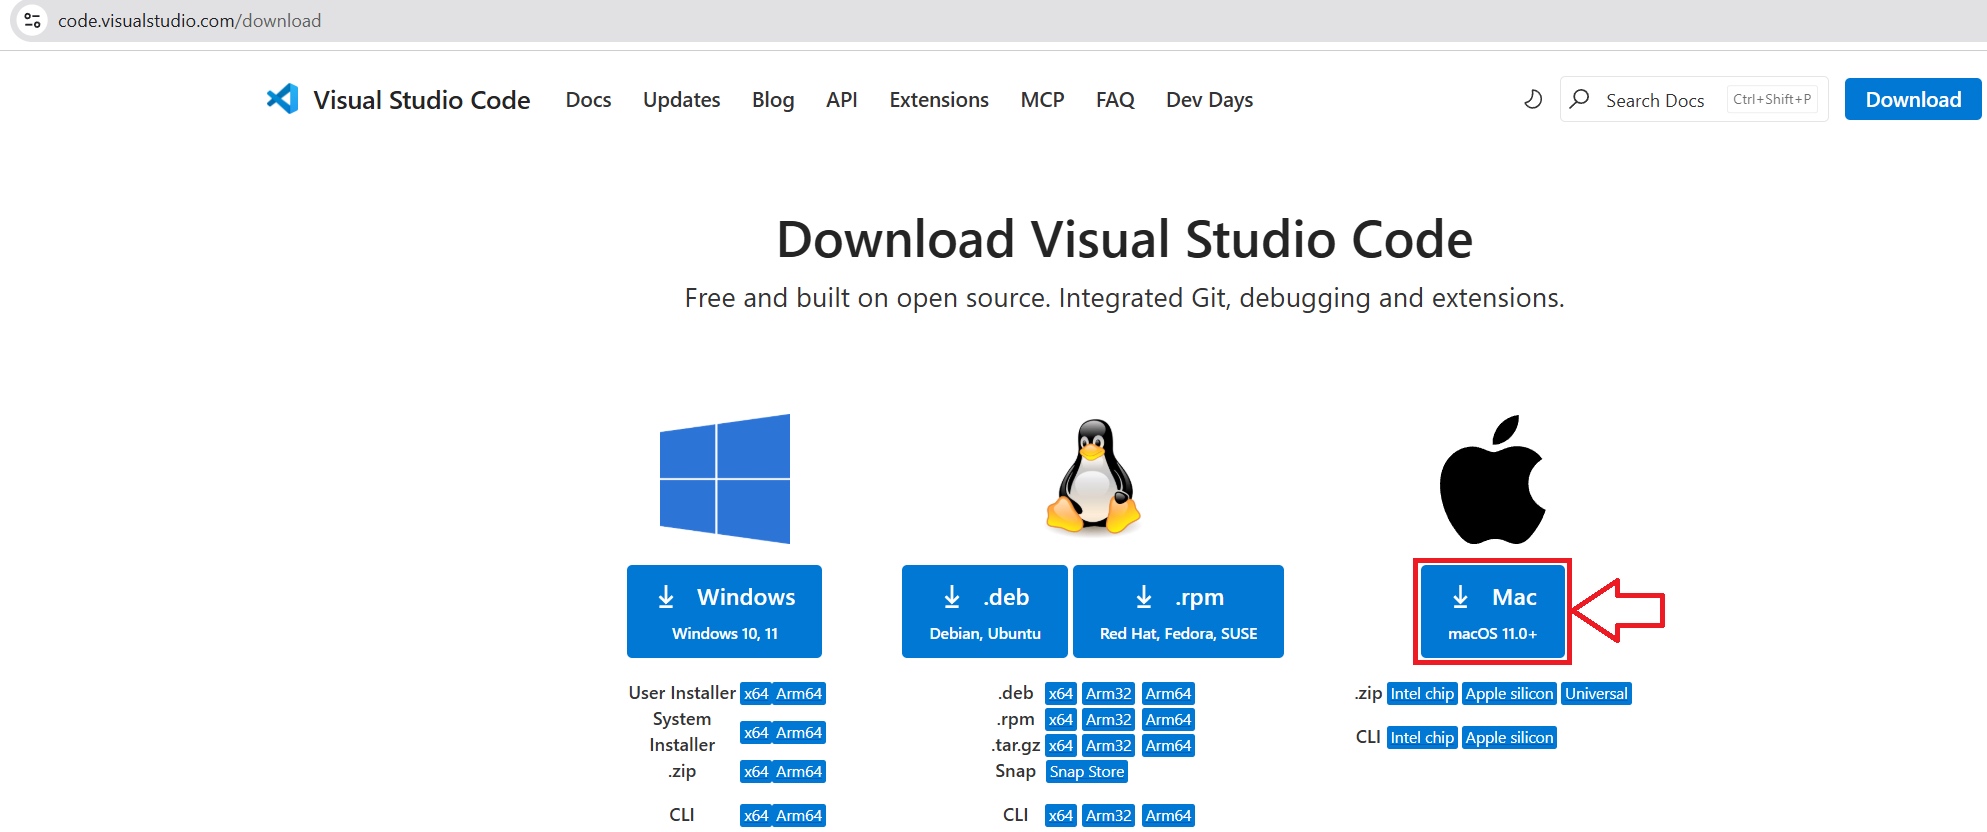 code.visualstudio.com/download
Visual Studio Code Docs Updates Blog API Extensions MCP FAQ Dev Days Search Docs Ctrl+Shift+P Download
Download Visual Studio Code
Free and built on open source. Integrated Git, debugging and extensions.
Windows
Windows 10, 11
User Installer x64 Arm64
System Installer x64 Arm64
.zip x64 Arm64
CLI x64 Arm64
.deb
Debian, Ubuntu
.rpm
Red Hat, Fedora, SUSE
.deb x64 Arm32 Arm64
.rpm x64 Arm32 Arm64
.tar.gz x64 Arm32 Arm64
Snap Snap Store
CLI x64 Arm32 Arm64
Mac
macOS 11.0+
.zip Intel chip Apple silicon Universal
CLI Intel chip Apple silicon